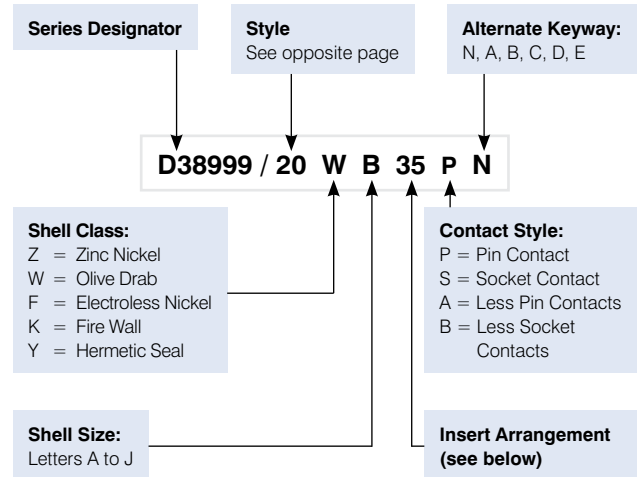 Series Designator
Style
See opposite page
Alternate Keyway:
N, A, B, C, D, E
D38999 / 20 W B 35 P N
Shell Class:
Z = Zinc Nickel
W = Olive Drab
F = Electroless Nickel
K = Fire Wall
Y = Hermetic Seal
Contact Style:
P = Pin Contact
S = Socket Contact
A = Less Pin Contacts
B = Less Socket
Contacts
Shell Size:
Letters A to J
Insert Arrangement
(see below)